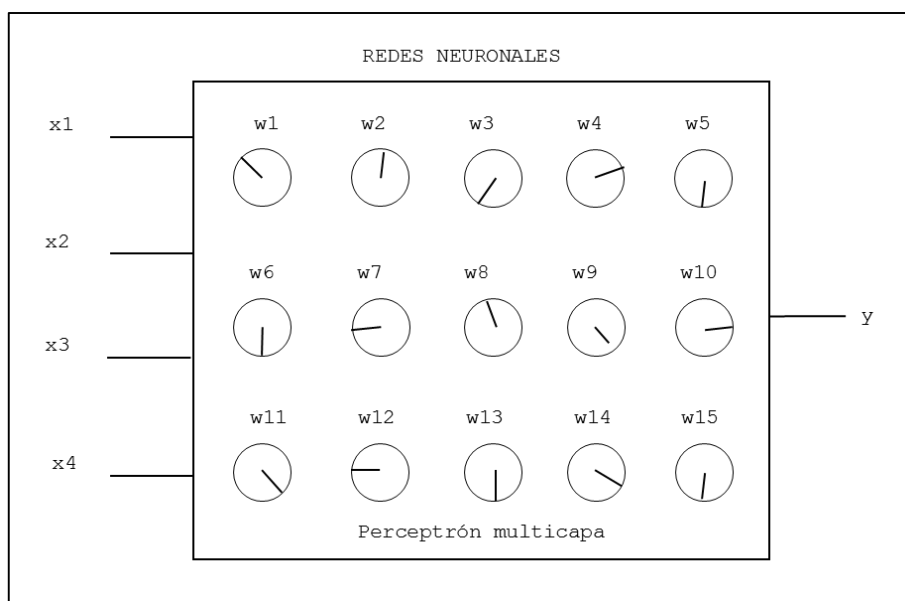 REDES NEURONALES
x1
w1 w2 w3 w4 w5
x2
w6 w7 w8 w9 w10
y
x3
w11 w12 w13 w14 w15
x4
Perceptrón multicapa